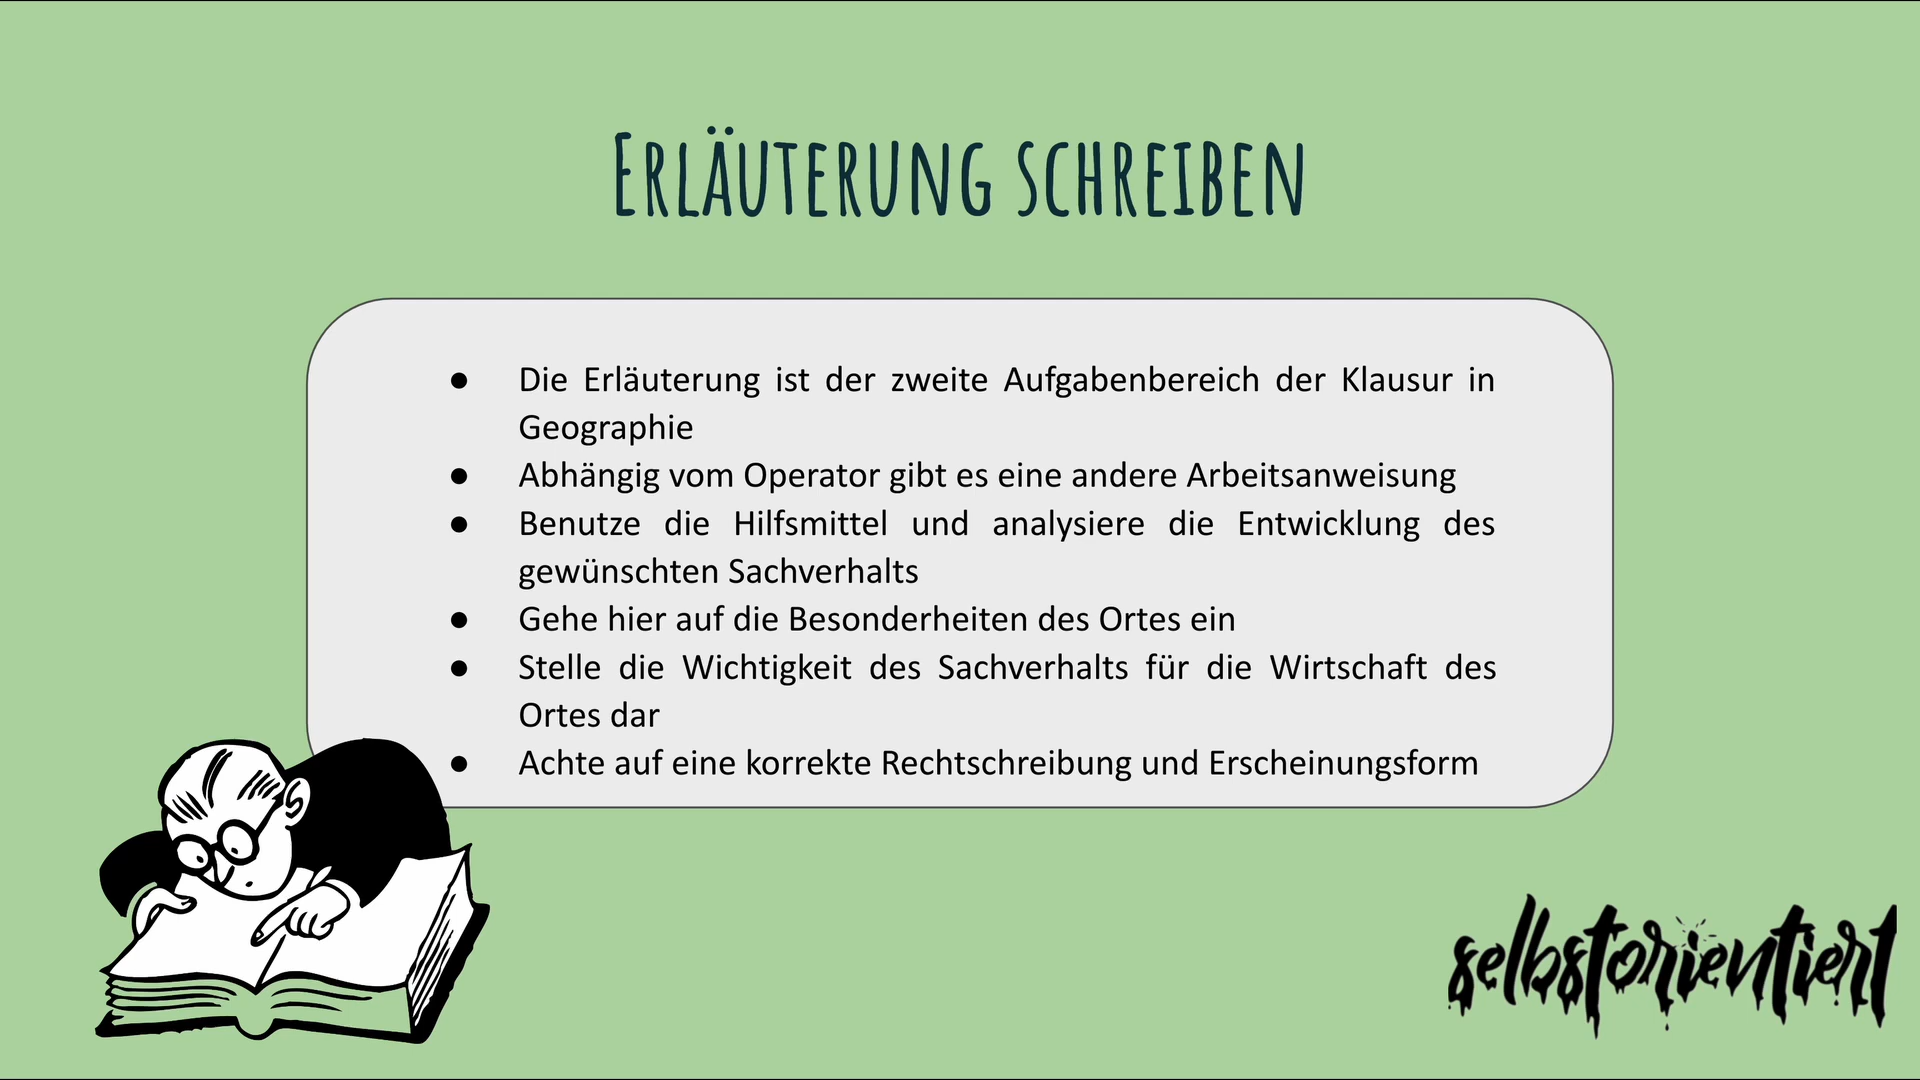 Erläuterung schreiben
● Die Erläuterung ist der zweite Aufgabenbereich der Klausur in
Geographie
● Abhängig vom Operator gibt es eine andere Arbeitsanweisung
● Benutze die Hilfsmittel und analysiere die Entwicklung des
gewünschten Sachverhalts
● Gehe hier auf die Besonderheiten des Ortes ein
● Stelle die Wichtigkeit des Sachverhalts für die Wirtschaft des
Ortes dar
● Achte auf eine korrekte Rechtschreibung und Erscheinungsform
selbstorientiert